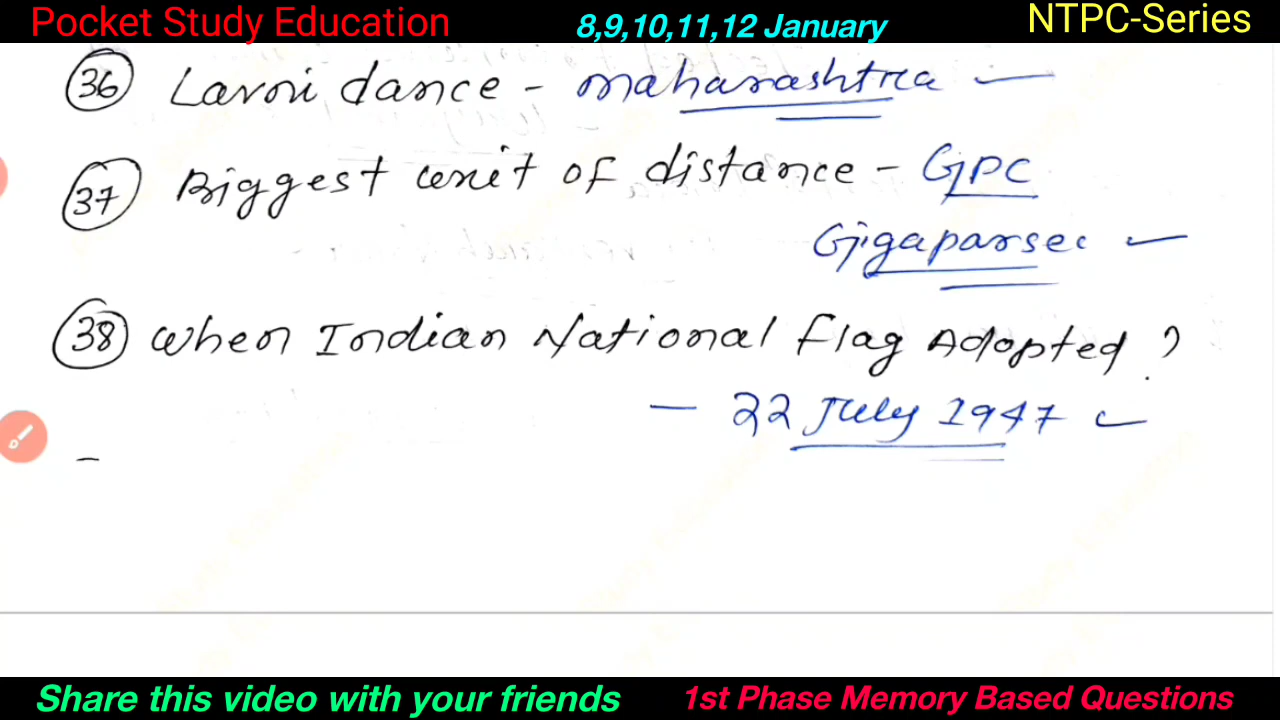 Pocket Study Education 8,9,10,11,12 January NTPC-Series
36 Lavni dance - maharashtra
37 Biggest unit of distance - GPC
Gigaparsec
38 When Indian National Flag Adopted ?
- 22 July 1947
Share this video with your friends 1st Phase Memory Based Questions